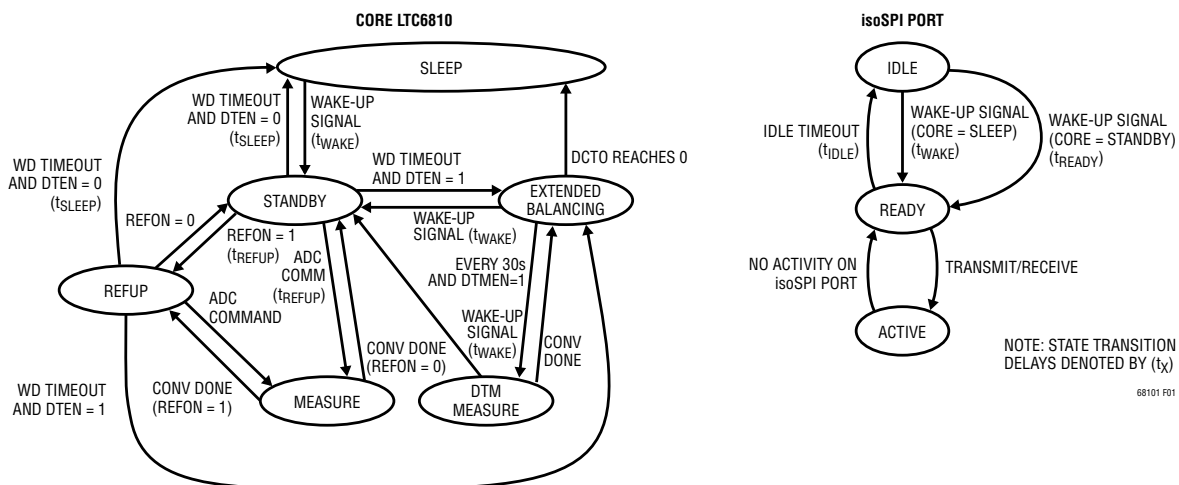 CORE LTC6810
SLEEP
WD TIMEOUT
AND DTEN = 0
(tSLEEP)
WAKE-UP
SIGNAL
(tWAKE)
WD TIMEOUT
AND DTEN = 0
(tSLEEP)
DCTO REACHES 0
WD TIMEOUT
AND DTEN = 1
STANDBY
EXTENDED
BALANCING
WAKE-UP
SIGNAL (tWAKE)
REFON = 0
REFON = 1
(tREFUP)
ADC
COMM
(tREFUP)
EVERY 30s
AND DTMEN=1
REFUP
ADC
COMMAND
WAKE-UP
SIGNAL
(tWAKE)
CONV
DONE
CONV DONE
(REFON = 0)
WD TIMEOUT
AND DTEN = 1
CONV DONE
(REFON = 1)
MEASURE
DTM
MEASURE
isoSPI PORT
IDLE
IDLE TIMEOUT
(tIDLE)
WAKE-UP SIGNAL
(CORE = SLEEP)
(tWAKE)
WAKE-UP SIGNAL
(CORE = STANDBY)
(tREADY)
READY
NO ACTIVITY ON
isoSPI PORT
TRANSMIT/RECEIVE
ACTIVE
NOTE: STATE TRANSITION
DELAYS DENOTED BY (tX)
68101 F01